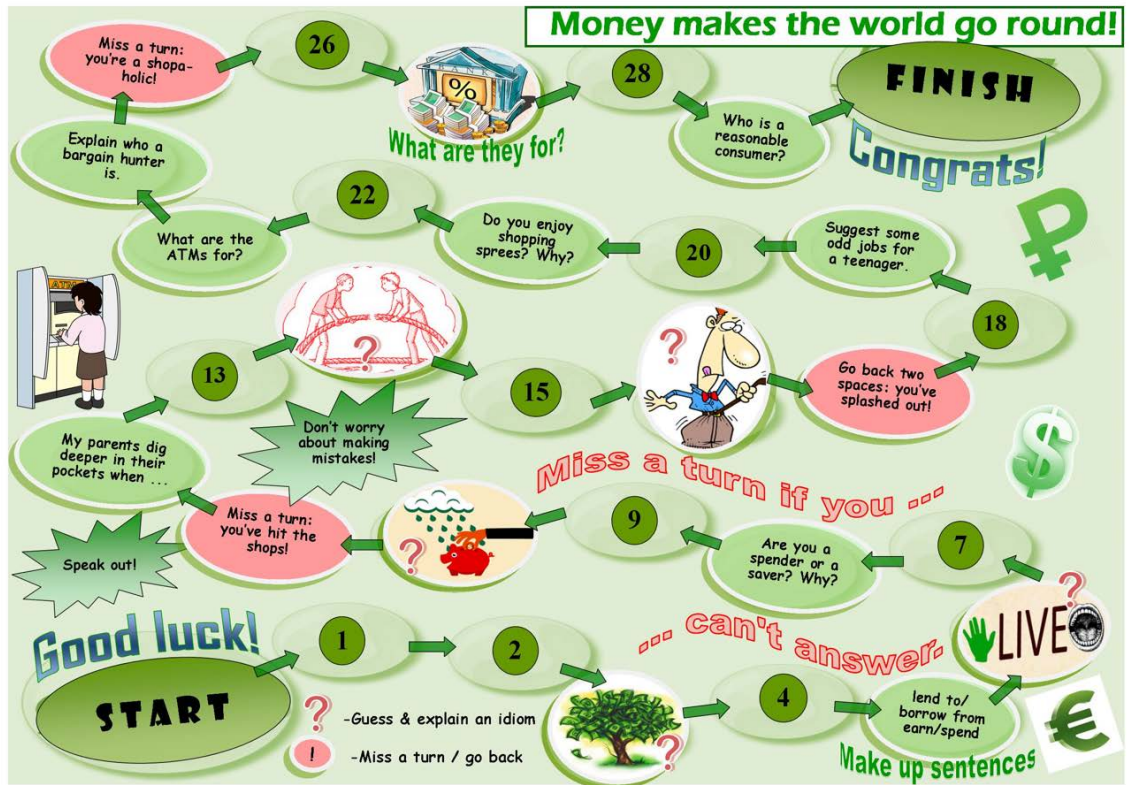 Money makes the world go round!
Miss a turn:
you're a shopa-
holic!
26
BANK
%
What are they for?
28
Who is a
reasonable
consumer?
FINISH
Congrats!
Explain who a
bargain hunter
is.
What are the
ATMs for?
22
Do you enjoy
shopping
sprees? Why?
20
Suggest some
odd jobs for
a teenager.
18
ATM
13
?
15
?
Go back two
spaces: you've
splashed out!
My parents dig
deeper in their
pockets when ...
Don't worry
about making
mistakes!
Miss a turn if you ...
Miss a turn:
you've hit the
shops!
?
9
Are you a
spender or a
saver? Why?
7
Speak out!
?
LIVE
... can't answer.
Good luck!
START
1
2
?
4
lend to/
borrow from
earn/spend
Make up sentences
? -Guess & explain an idiom
! -Miss a turn / go back